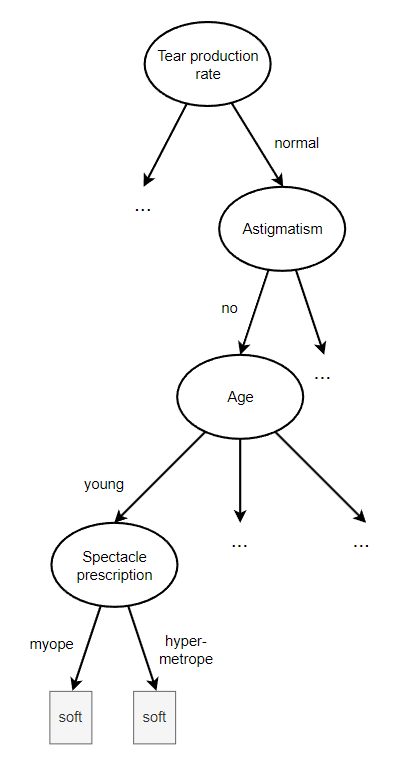 Tear production
rate
normal
...
Astigmatism
no
...
Age
young
...
...
Spectacle
prescription
myope
hyper-
metrope
soft
soft